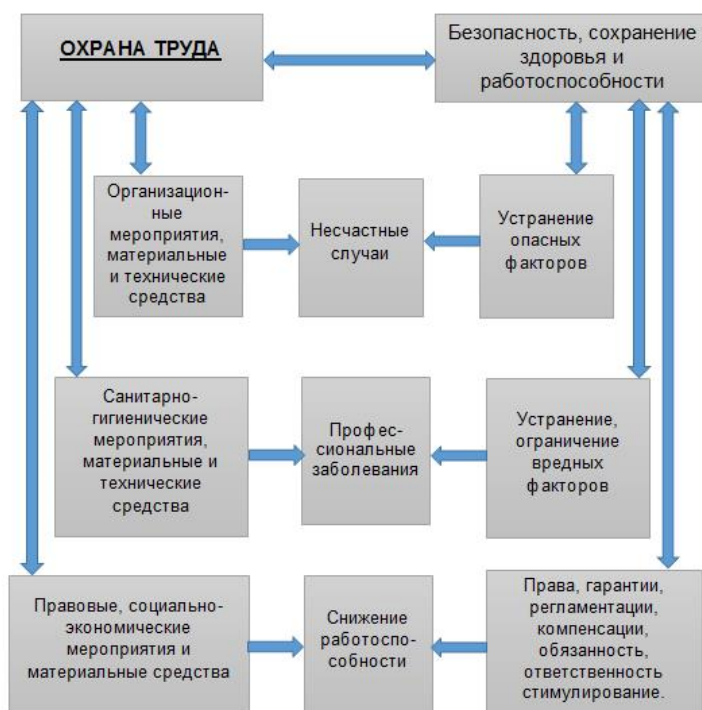 ОХРАНА ТРУДА
Безопасность, сохранение
здоровья и
работоспособности
Организацион-
ные
мероприятия,
материальные
и технические
средства
Несчастные
случаи
Устранение
опасных
факторов
Санитарно-
гигиенические
мероприятия,
материальные и
технические
средства
Профес-
сиональные
заболевания
Устранение,
ограничение
вредных
факторов
Правовые, социально-
экономические
мероприятия и
материальные средства
Снижение
работоспо-
собности
Права, гарантии,
регламентации,
компенсации,
обязанность,
ответственность
стимулирование.